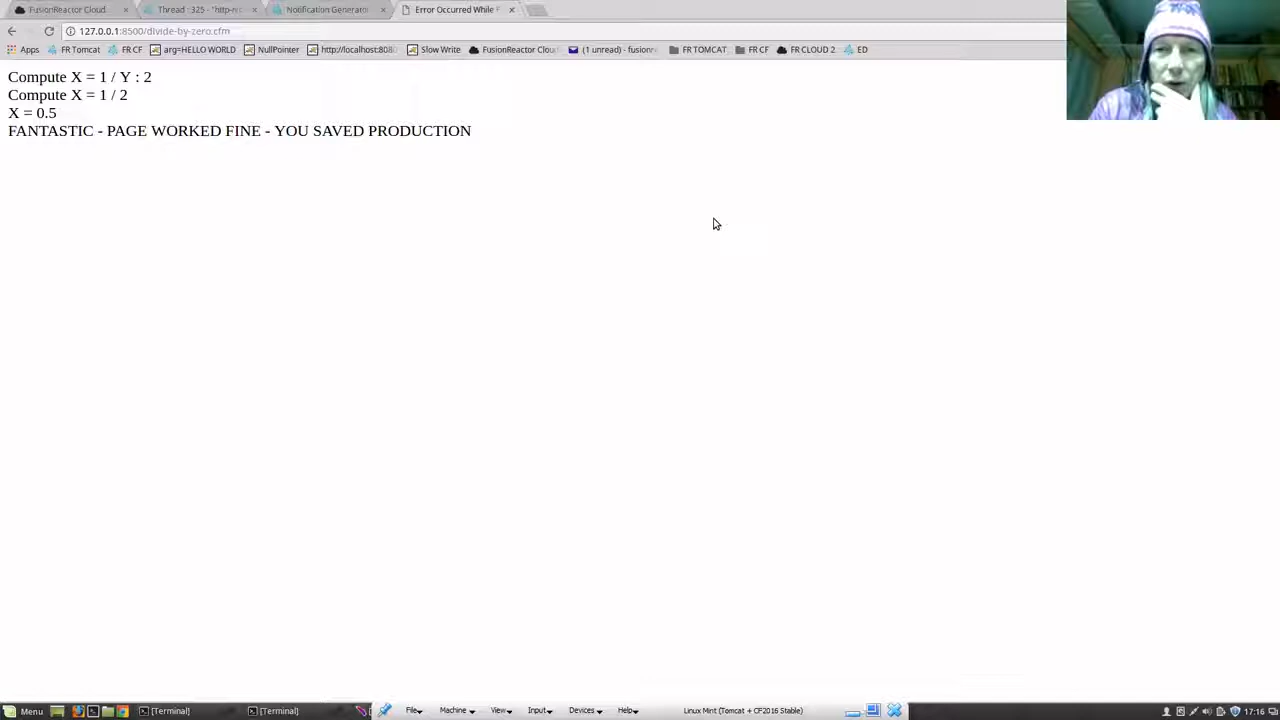 FusionReactor Cloud
Thread : 325 - "http-ni
Notification Generator
Error Occurred While F
127.0.0.1:8500/divide-by-zero.cfm
Apps
FR Tomcat
FR CF
arg=HELLO WORLD
NullPointer
http://localhost:808
Slow Write
FusionReactor Clou
(1 unread) - fusionre
FR TOMCAT
FR CF
FR CLOUD 2
ED
Compute X = 1 / Y : 2
Compute X = 1 / 2
X = 0.5
FANTASTIC - PAGE WORKED FINE - YOU SAVED PRODUCTION
Menu
[Terminal]
[Terminal]
File
Machine
View
Input
Devices
Help
Linux Mint (Tomcat + CF2016 Stable)
17:16